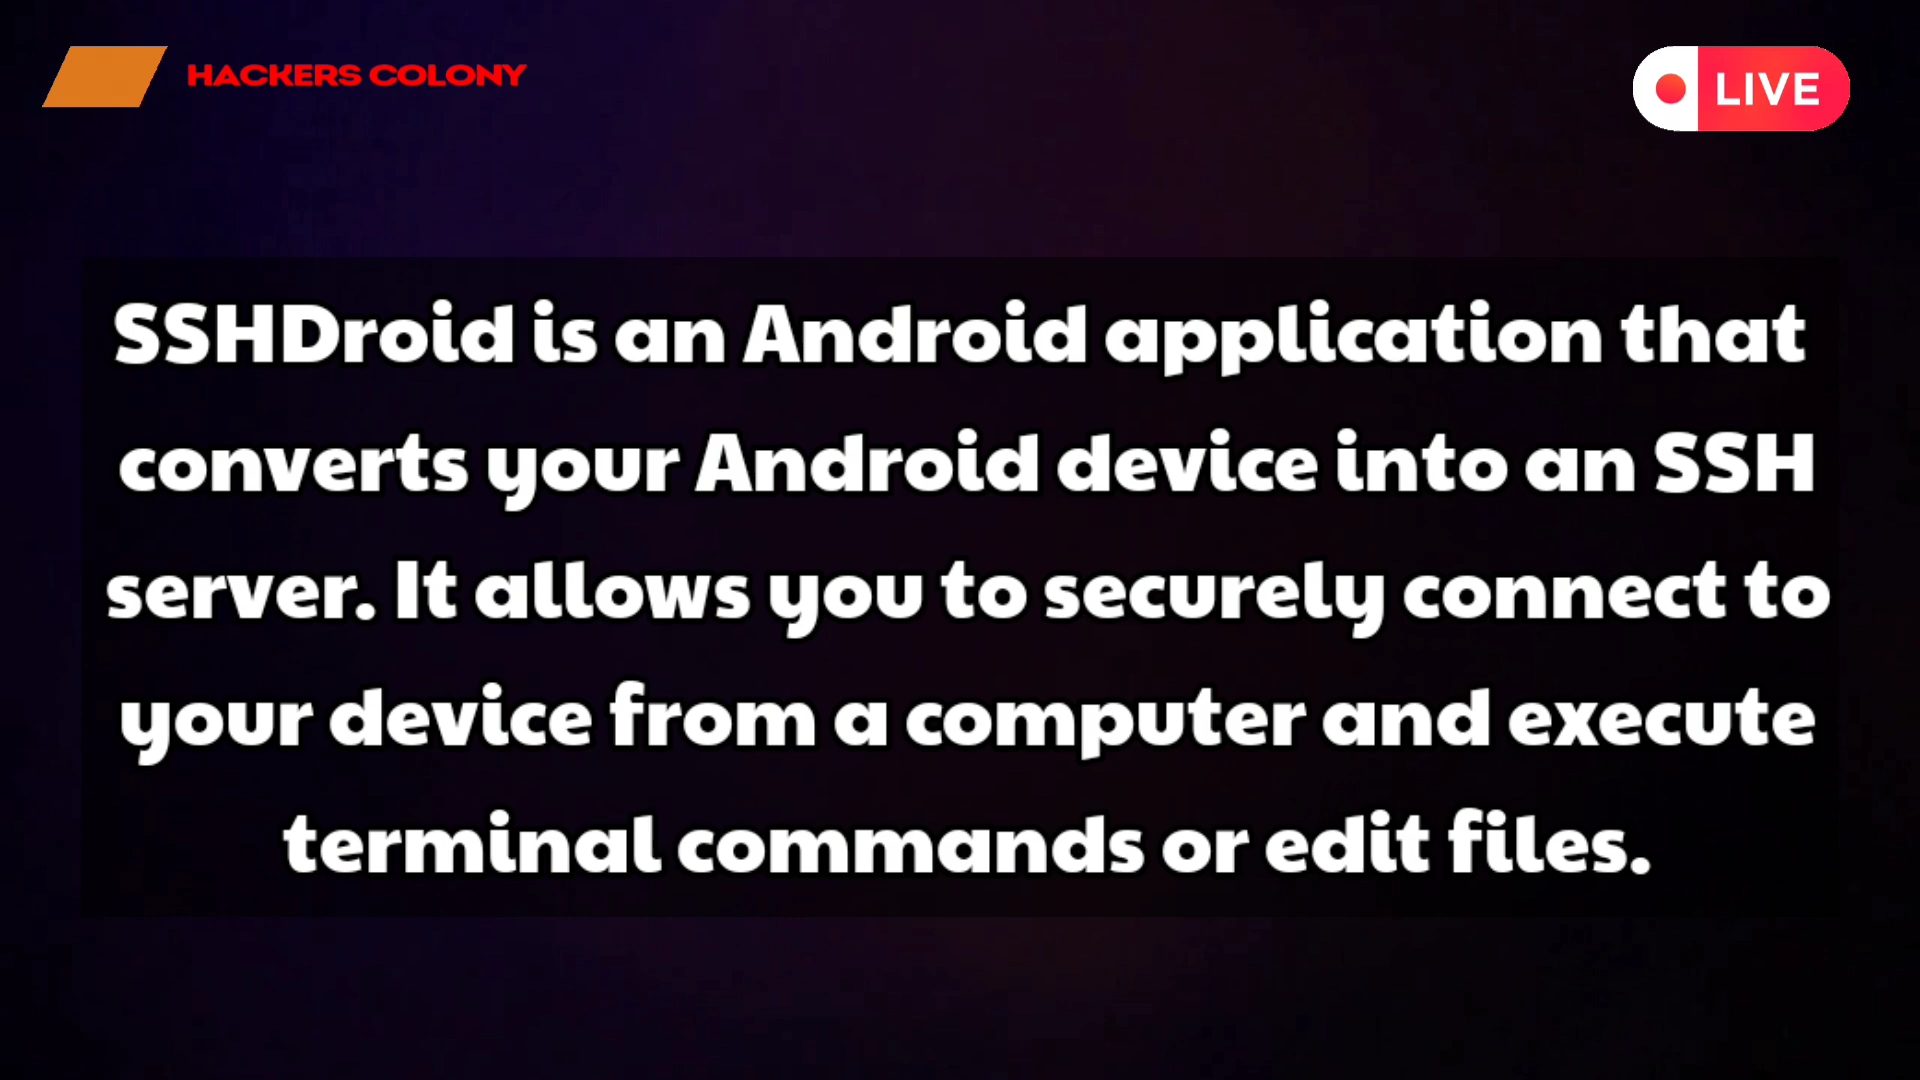 HACKERS COLONY
LIVE
SSHDroid is an Android application that
converts your Android device into an SSH
server. It allows you to securely connect to
your device from a computer and execute
terminal commands or edit files.